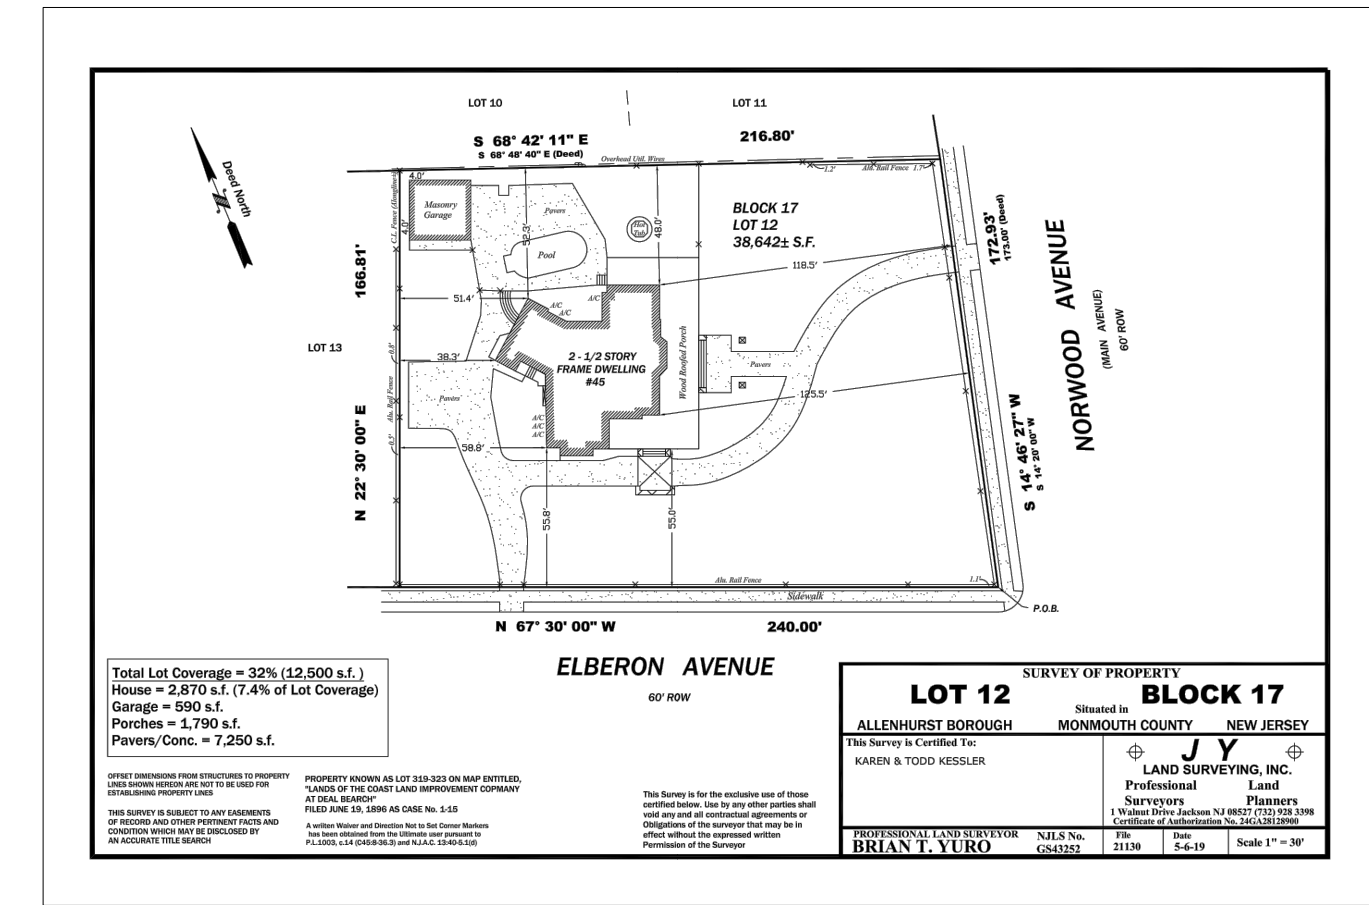 LOT 10
LOT 11
S 68° 42' 11" E
S 68° 48' 40" E (Deed)
216.80'
Overhead Util. Wires
1.2'
Alu. Rail Fence 1.7'
Deed North
N
4.0'
4.0'
C.L. Fence (Alongline)
Masonry
Garage
Pavers
52.3'
Pool
Hot
Tub
48.0'
BLOCK 17
LOT 12
38,642± S.F.
118.5'
172.93'
173.00' (Deed)
NORWOOD AVENUE
(MAIN AVENUE)
60' ROW
166.81'
51.4'
A/C
A/C
A/C
LOT 13
0.8'
38.3'
2 - 1/2 STORY
FRAME DWELLING
#45
Wood Roofed Porch
Pavers
125.5'
Alu. Rail Fence
Pavers
0.5'
A/C
A/C
A/C
58.8'
N 22° 30' 00" E
S 14° 46' 27" W
S 14° 20' 00" W
55.8'
55.0'
Alu. Rail Fence
1.1'
Sidewalk
P.O.B.
N 67° 30' 00" W
240.00'
ELBERON AVENUE
60' ROW
Total Lot Coverage = 32% (12,500 s.f. )
House = 2,870 s.f. (7.4% of Lot Coverage)
Garage = 590 s.f.
Porches = 1,790 s.f.
Pavers/Conc. = 7,250 s.f.
OFFSET DIMENSIONS FROM STRUCTURES TO PROPERTY
LINES SHOWN HEREON ARE NOT TO BE USED FOR
ESTABLISHING PROPERTY LINES
THIS SURVEY IS SUBJECT TO ANY EASEMENTS
OF RECORD AND OTHER PERTINENT FACTS AND
CONDITION WHICH MAY BE DISCLOSED BY
AN ACCURATE TITLE SEARCH
PROPERTY KNOWN AS LOT 319-323 ON MAP ENTITLED,
"LANDS OF THE COAST LAND IMPROVEMENT COPMANY
AT DEAL BEARCH"
FILED JUNE 19, 1896 AS CASE No. 1-15
A wriiten Waiver and Direction Not to Set Corner Markers
has been obtained from the Ultimate user pursuant to
P.L.1003, c.14 (C45:8-36.3) and N.J.A.C. 13:40-5.1(d)
This Survey is for the exclusive use of those
certified below. Use by any other parties shall
void any and all contractual agreements or
Obligations of the surveyor that may be in
effect without the expressed written
Permission of the Surveyor
SURVEY OF PROPERTY
LOT 12 BLOCK 17
Situated in
ALLENHURST BOROUGH MONMOUTH COUNTY NEW JERSEY
This Survey is Certified To:
KAREN & TODD KESSLER
J Y
LAND SURVEYING, INC.
Professional Land
Surveyors Planners
1 Walnut Drive Jackson NJ 08527 (732) 928 3398
Certificate of Authorization No. 24GA28128900
PROFESSIONAL LAND SURVEYOR
BRIAN T. YURO
NJLS No.
GS43252
File
21130
Date
5-6-19
Scale 1" = 30'